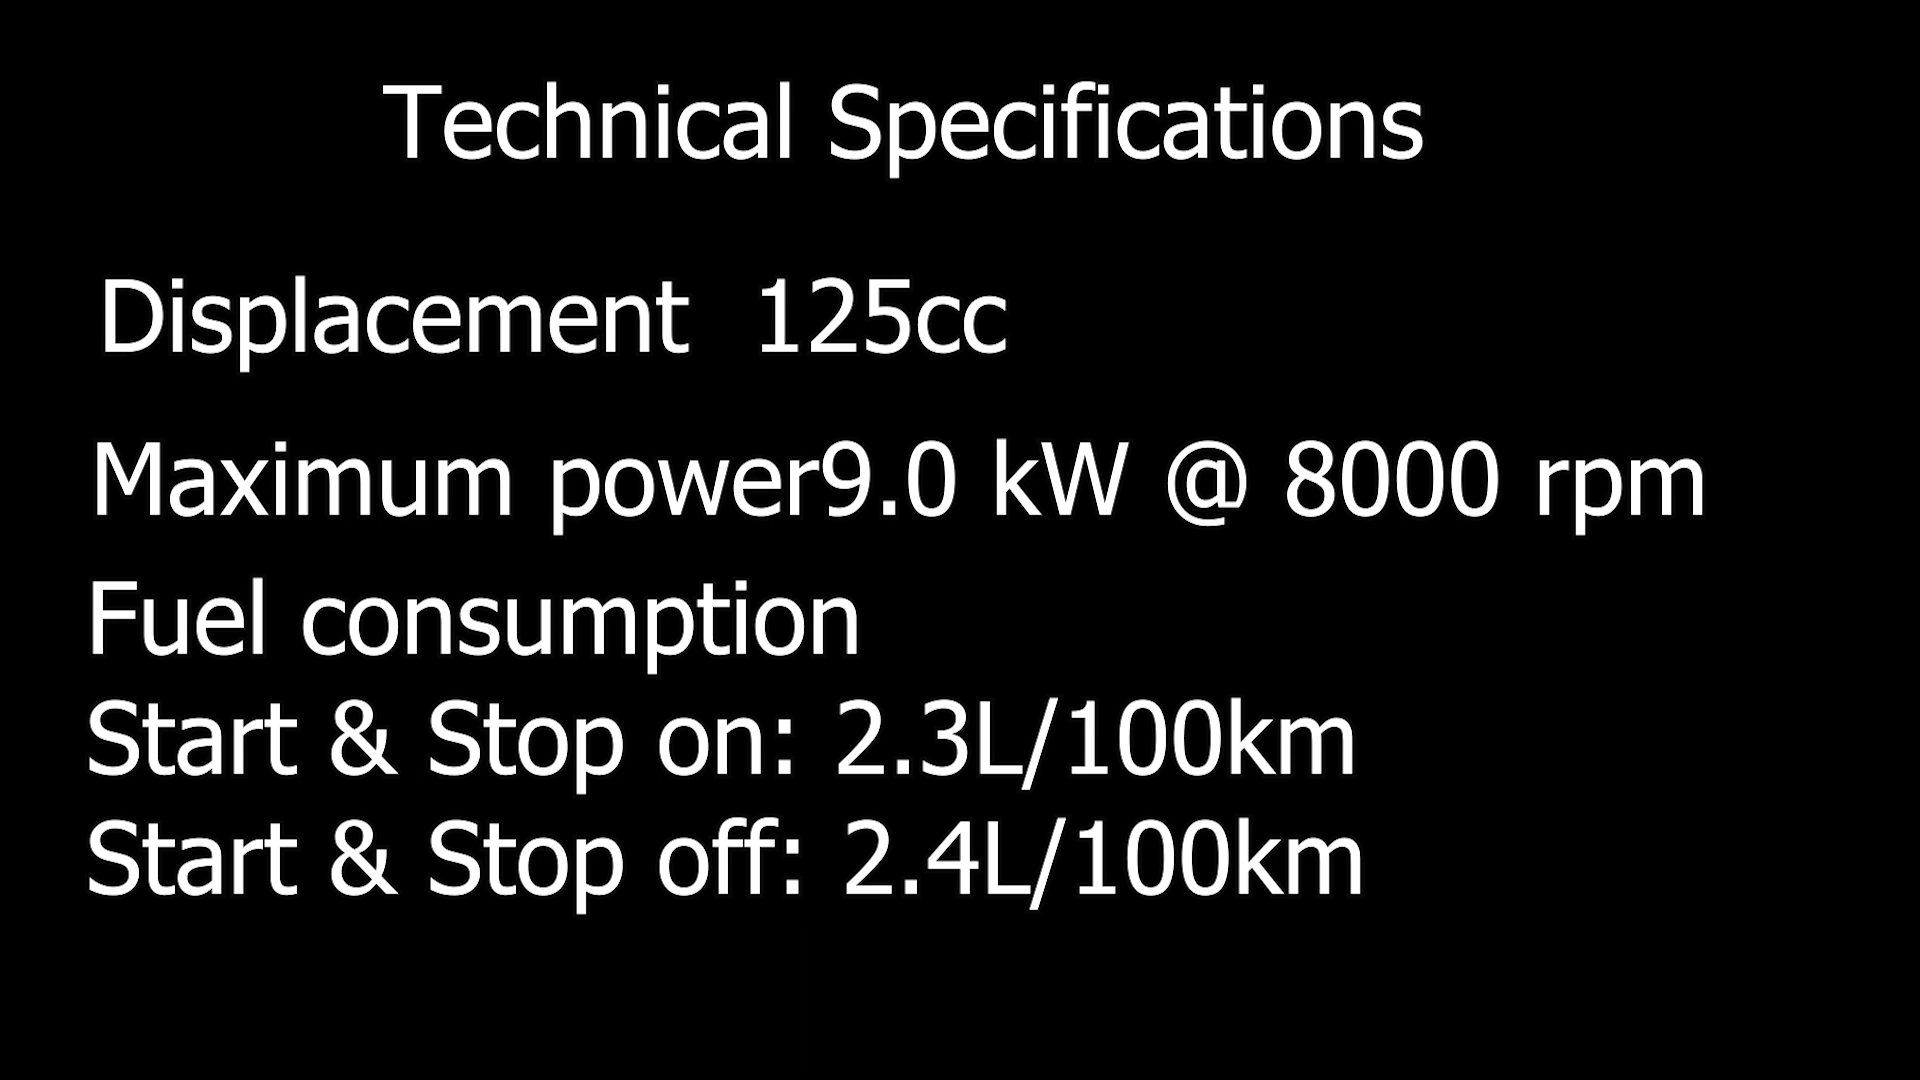 Technical Specifications
Displacement  125cc
Maximum power9.0 kW @ 8000 rpm
Fuel consumption
Start & Stop on: 2.3L/100km
Start & Stop off: 2.4L/100km